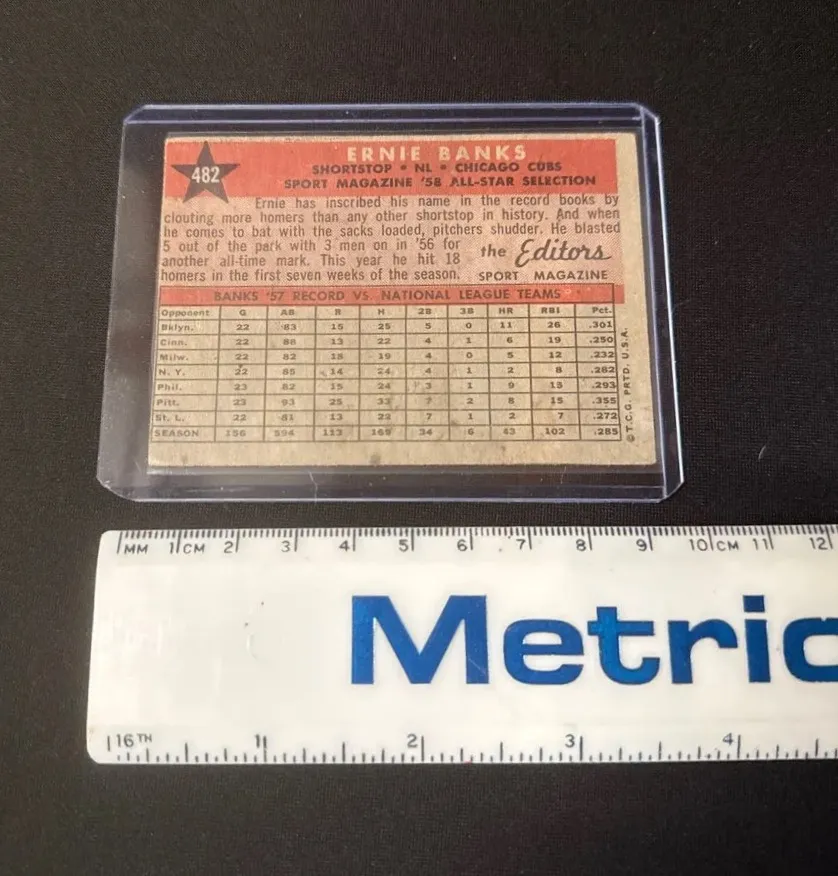 482
ERNIE BANKS
SHORTSTOP • NL • CHICAGO CUBS
SPORT MAGAZINE '58 ALL-STAR SELECTION
Ernie has inscribed his name in the record books by
clouting more homers than any other shortstop in history. And when
he comes to bat with the sacks loaded, pitchers shudder. He blasted
5 out of the park with 3 men on in '56 for
another all-time mark. This year he hit 18
homers in the first seven weeks of the season.
the Editors
SPORT MAGAZINE
BANKS '57 RECORD VS. NATIONAL LEAGUE TEAMS
Opponent G AB R H 2B 3B HR RBI Pct.
Bklyn. 22 83 15 25 5 0 11 26 .301
Cinn. 22 88 13 22 4 1 6 19 .250
Milw. 22 82 18 19 4 0 5 12 .232
N. Y. 22 85 14 24 4 1 2 8 .282
Phil. 23 82 15 24 3 1 9 15 .293
Pitt. 23 93 25 33 7 2 8 15 .355
St. L. 22 81 13 22 7 1 2 7 .272
SEASON 156 594 113 169 34 6 43 102 .285
© T.C.G. PRTD. U.S.A.
MM 1 CM 2 3 4 5 6 7 8 9 10 CM 11 12
Metric
16TH 1 2 3 4